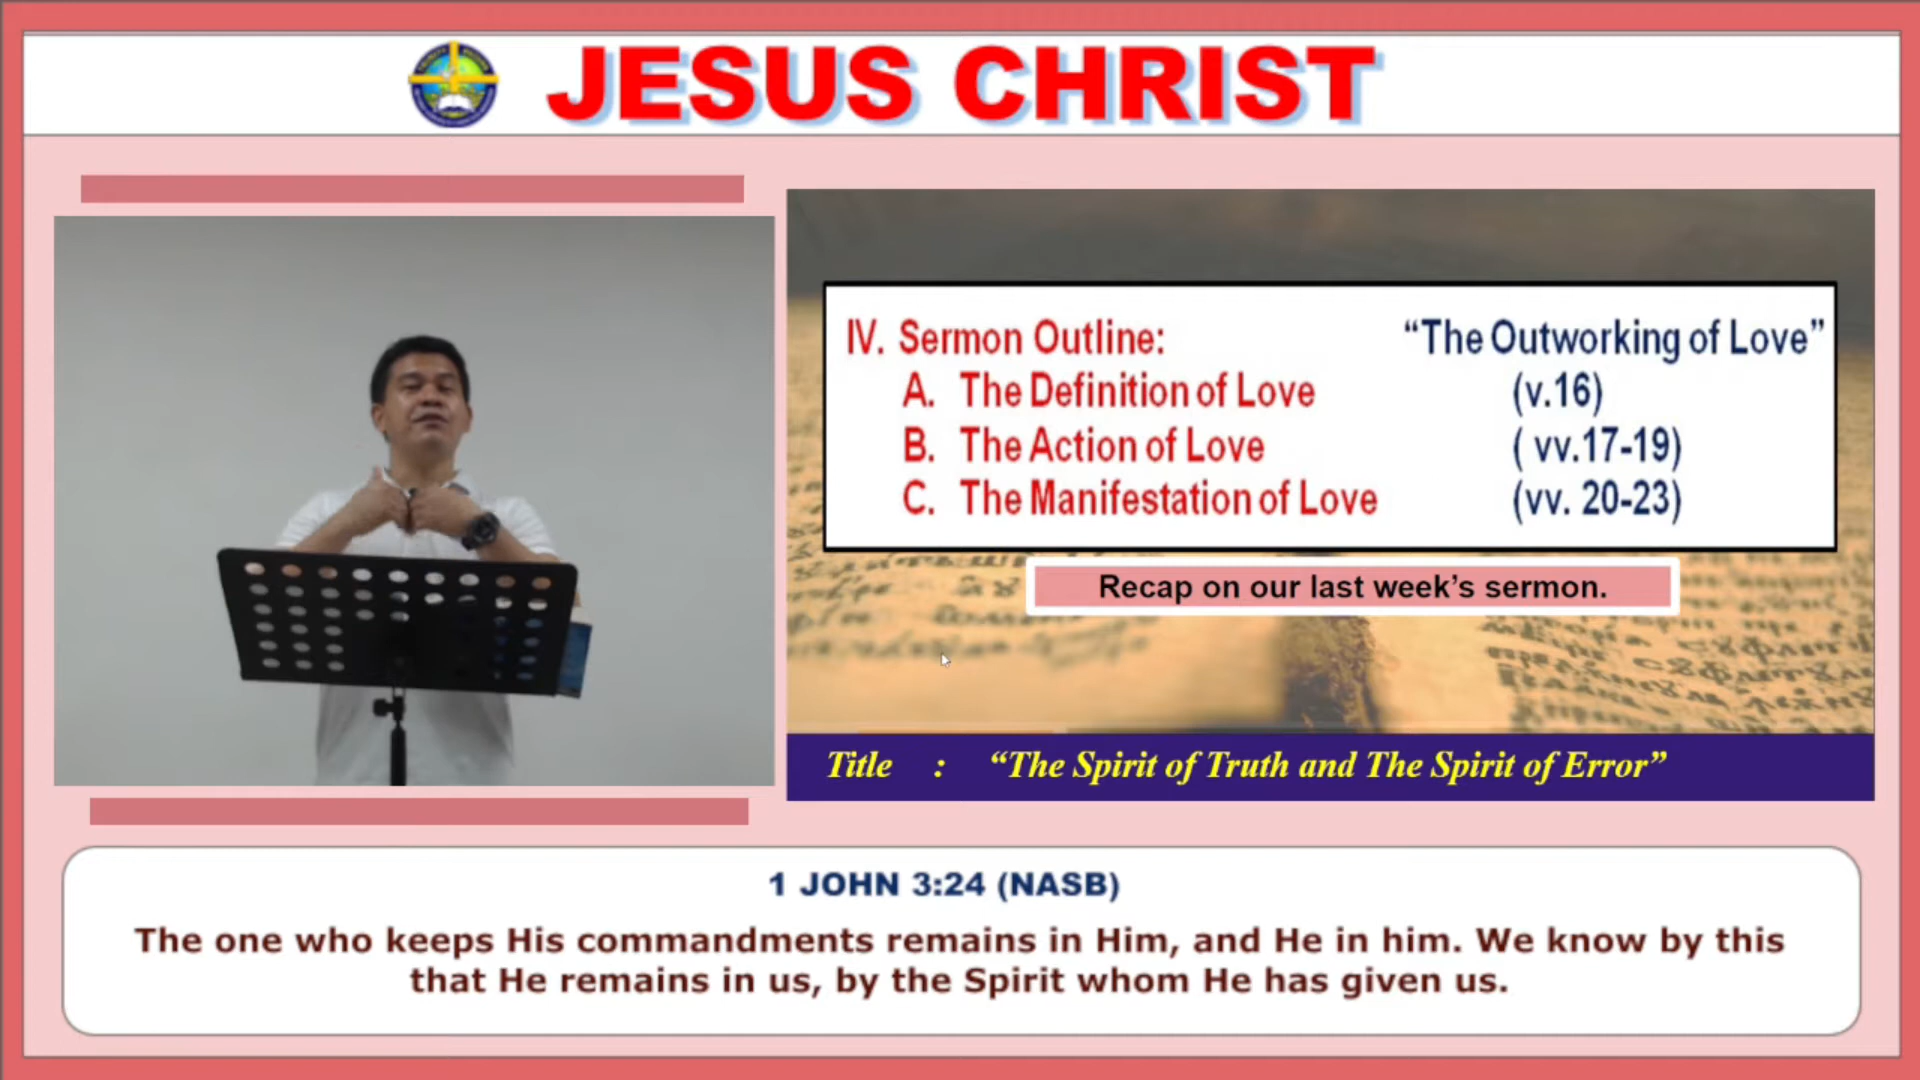 JESUS CHRIST
IV. Sermon Outline: “The Outworking of Love”
A. The Definition of Love (v.16)
B. The Action of Love ( vv.17-19)
C. The Manifestation of Love (vv. 20-23)
Recap on our last week’s sermon.
Title : “The Spirit of Truth and The Spirit of Error”
1 JOHN 3:24 (NASB)
The one who keeps His commandments remains in Him, and He in him. We know by this
that He remains in us, by the Spirit whom He has given us.